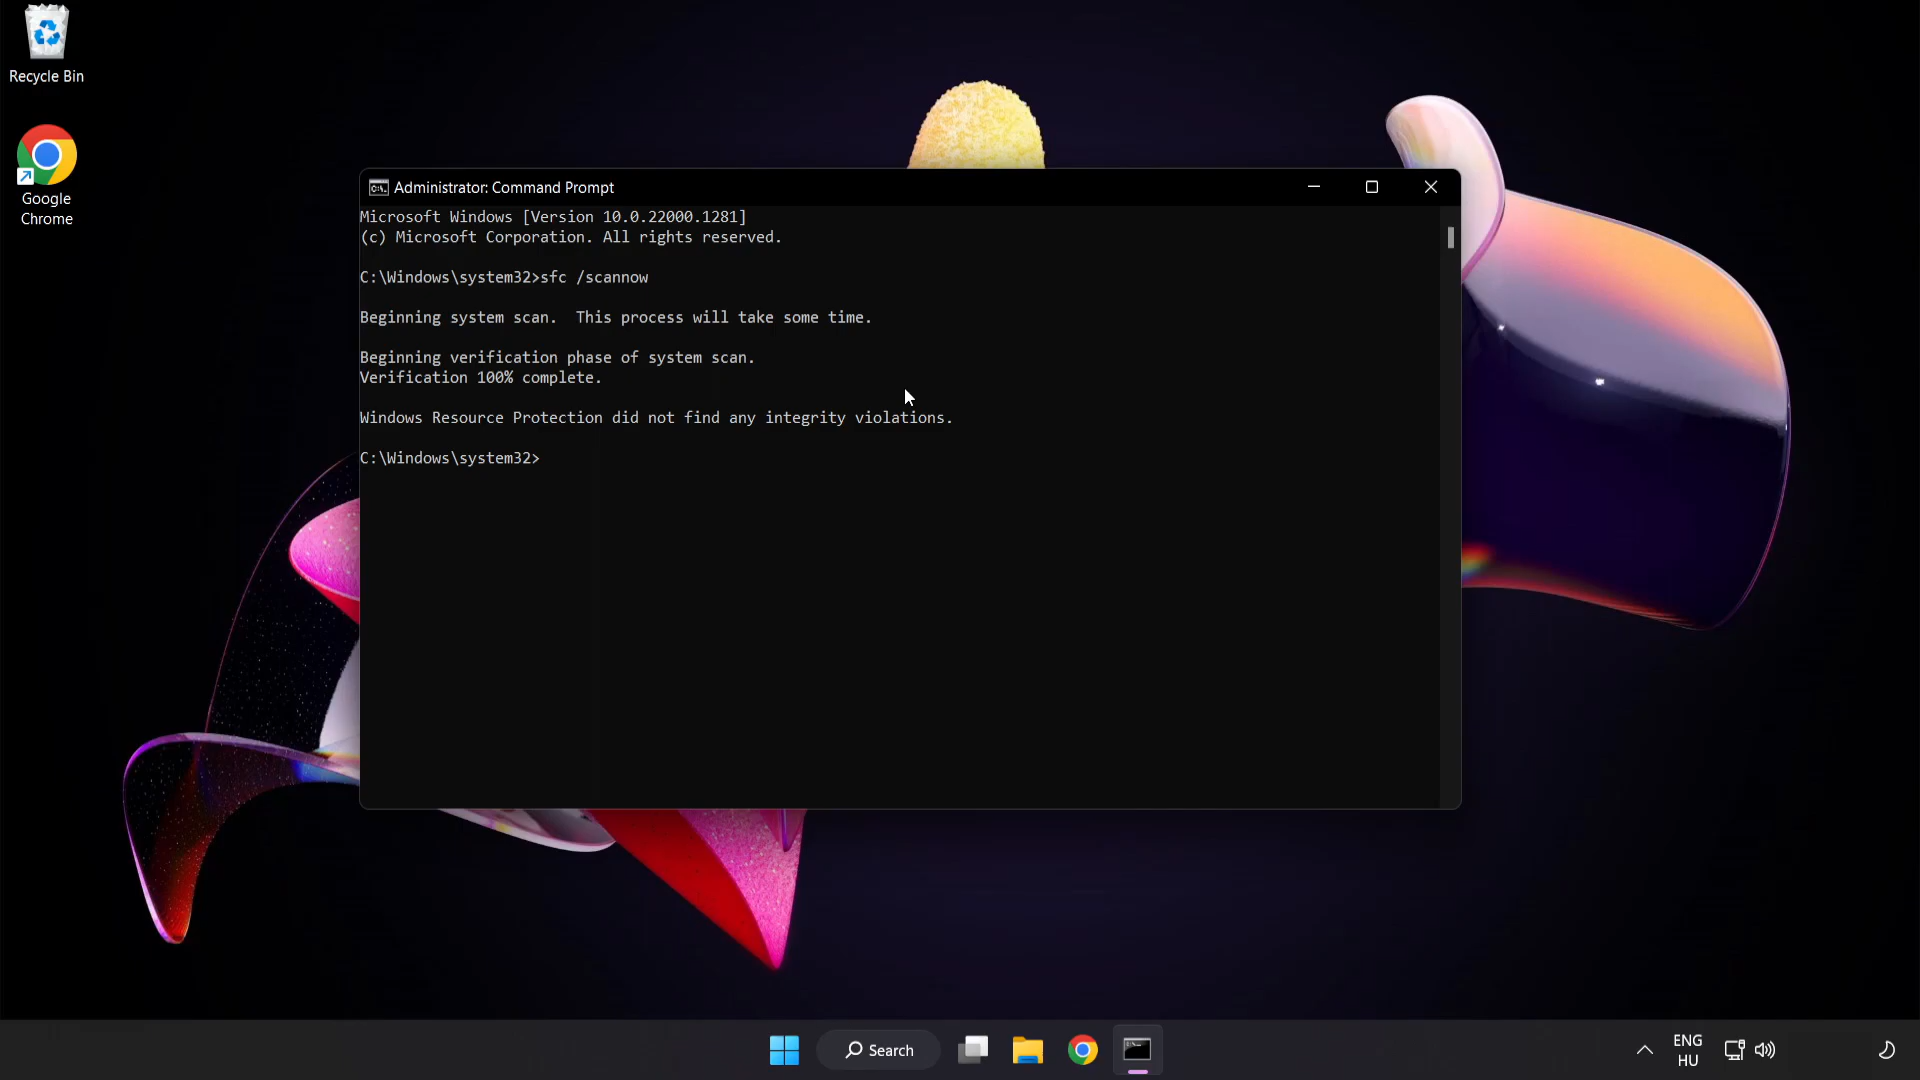 Recycle Bin
Google
Chrome
Administrator: Command Prompt
Microsoft Windows [Version 10.0.22000.1281]
(c) Microsoft Corporation. All rights reserved.
C:\Windows\system32>sfc /scannow
Beginning system scan.  This process will take some time.
Beginning verification phase of system scan.
Verification 100% complete.
Windows Resource Protection did not find any integrity violations.
C:\Windows\system32>
Search
ENG
HU